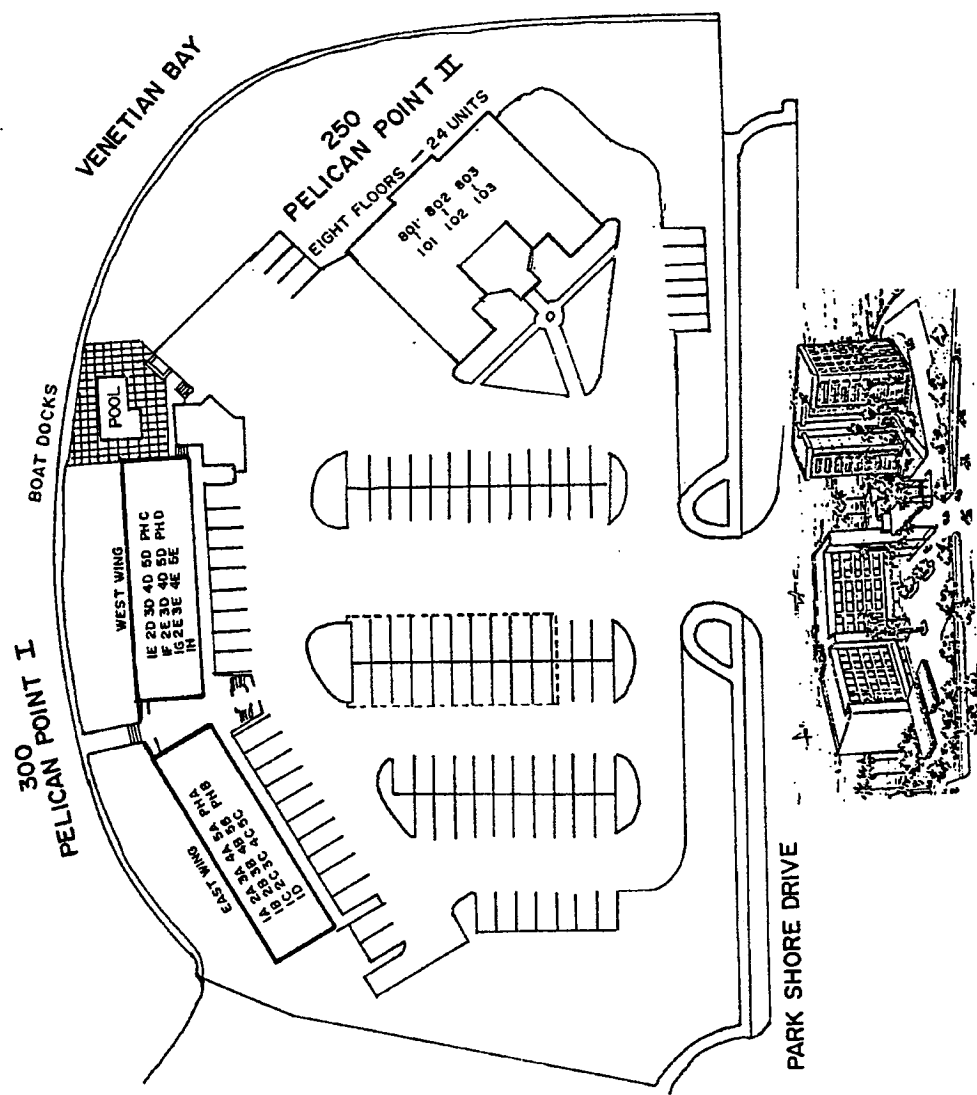 VENETIAN BAY
250
PELICAN POINT II
EIGHT FLOORS — 24 UNITS
801 802 803
101 102 103
BOAT DOCKS
POOL
300
PELICAN POINT I
WEST WING
1E 2D 3D 4D 5D PHC
1F 2E 3D 4D 5D PHD
1G 2E 3E 4E 5E
1H
EAST WING
1A 2A 3A 4A 5A PHA
1B 2B 3B 4B 5B PHB
1C 2C 3C 4C 5C
1D
PARK SHORE DRIVE